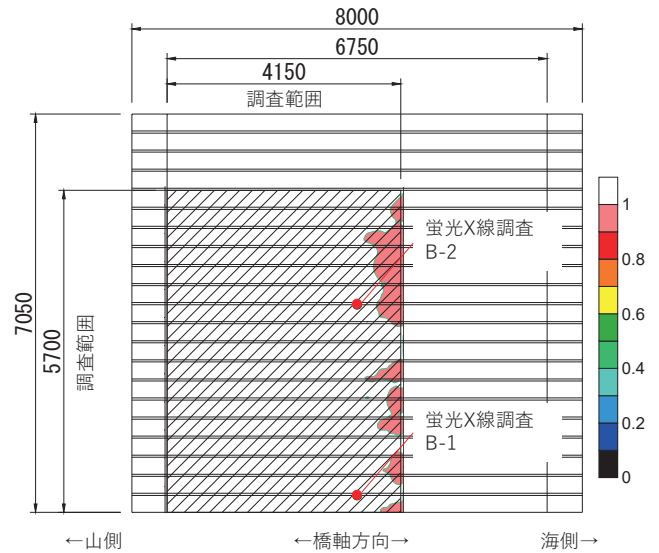 8000
6750
4150
調査範囲
7050
5700
調査範囲
蛍光X線調査
B-2
蛍光X線調査
B-1
1
0.8
0.6
0.4
0.2
0
←山側
←橋軸方向→
海側→